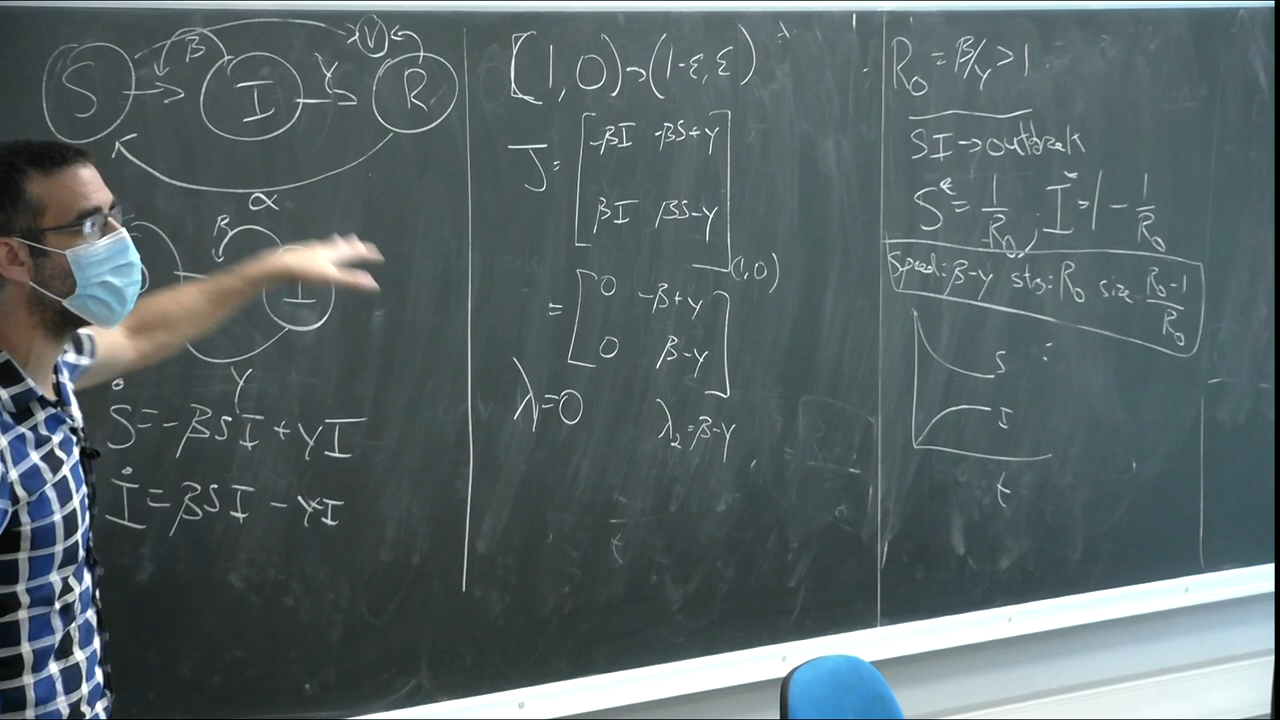 S β I γ R V
α
β
I
γ
Ṡ = -βSI + γI
İ = βSI - γI
(1,0) → (1-ε, ε)
J = [ -βI -βS+γ
βI βS-γ ]
(1,0)
= [ 0 -β+γ
0 β-γ ]
λ₁=0 λ₂=β-γ
t
R₀ = β/γ > 1
SI → outbreak
S* = 1/R₀, I* = 1 - 1/R₀
Speed: β-γ str: R₀ size R₀-1/R₀
S
I
t